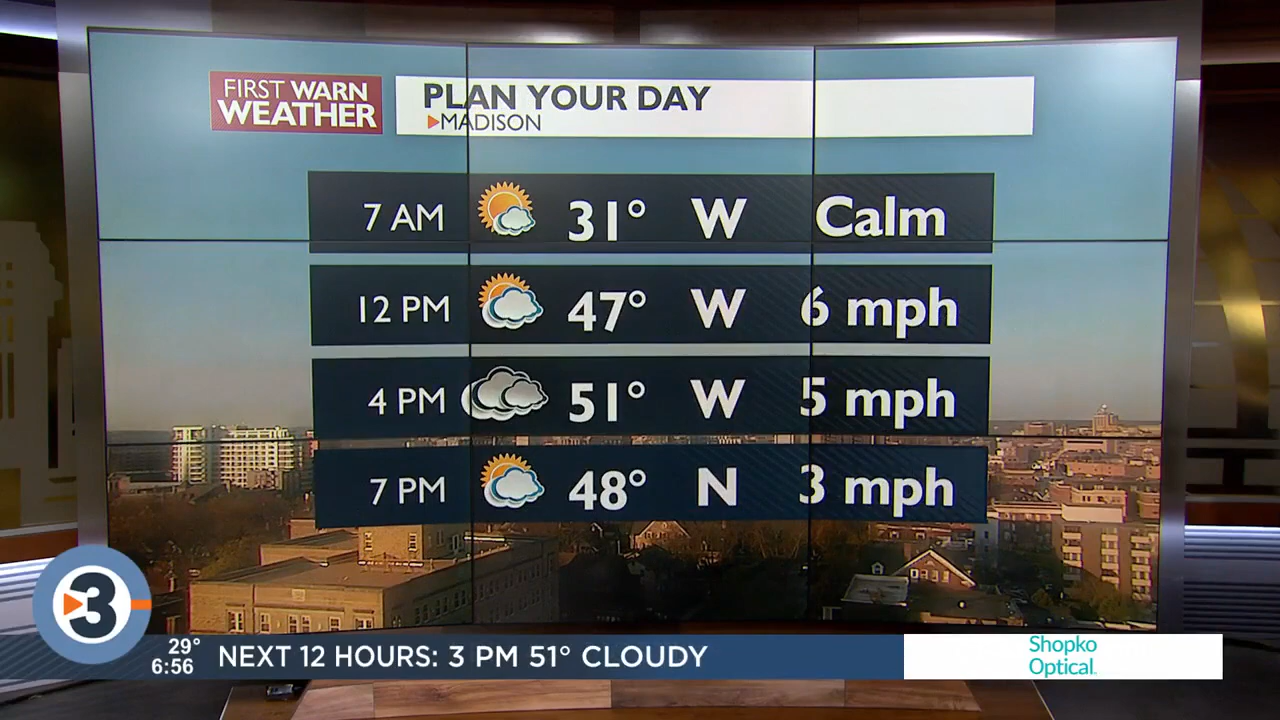 FIRST WARN
WEATHER
PLAN YOUR DAY
MADISON
7 AM 31° W Calm
12 PM 47° W 6 mph
4 PM 51° W 5 mph
7 PM 48° N 3 mph
3
29°
6:56
NEXT 12 HOURS: 3 PM 51° CLOUDY
Shopko
Optical